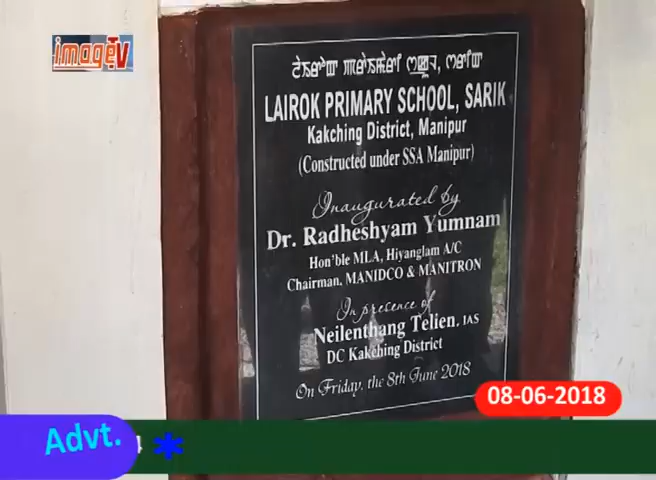 imageTV
LAIROK PRIMARY SCHOOL, SARIK
Kakching District, Manipur
(Constructed under SSA Manipur)
Inaugurated by
Dr. Radheshyam Yumnam
Hon'ble MLA, Hiyanglam A/C
Chairman, MANIDCO & MANITRON
In presence of
Neilenthang Telien, IAS
DC Kakching District
On Friday, the 8th June 2018
08-06-2018
Advt.